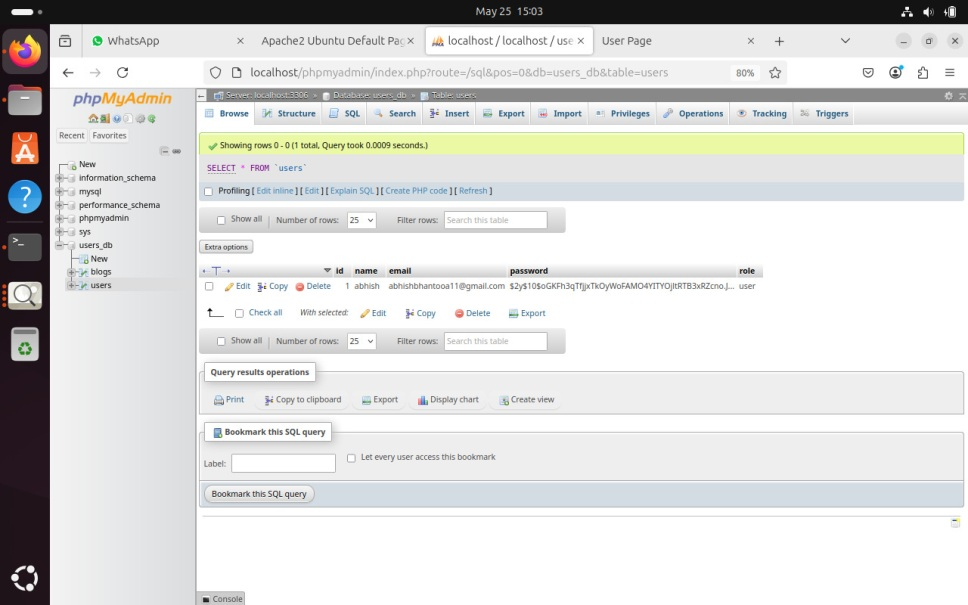 May 25 15:03
WhatsApp
Apache2 Ubuntu Default Pag
localhost / localhost / use
User Page
localhost/phpmyadmin/index.php?route=/sql&pos=0&db=users_db&table=users
80%
phpMyAdmin
Recent Favorites
New
information_schema
mysql
performance_schema
phpmyadmin
sys
users_db
New
blogs
users
Server: localhost:3306 » Database: users_db » Table: users
Browse Structure SQL Search Insert Export Import Privileges Operations Tracking Triggers
Showing rows 0 - 0 (1 total, Query took 0.0009 seconds.)
SELECT * FROM `users`
Profiling [ Edit inline ] [ Edit ] [ Explain SQL ] [ Create PHP code ] [ Refresh ]
Show all Number of rows: 25 Filter rows: Search this table
Extra options
id name email password role
Edit Copy Delete 1 abhish abhishbhantooa11@gmail.com $2y$10$oGKFh3qTfjjxTkOyWoFAMO4YITYOjltRTB3xRZcno.J... user
Check all With selected: Edit Copy Delete Export
Show all Number of rows: 25 Filter rows: Search this table
Query results operations
Print Copy to clipboard Export Display chart Create view
Bookmark this SQL query
Label: Let every user access this bookmark
Bookmark this SQL query
Console